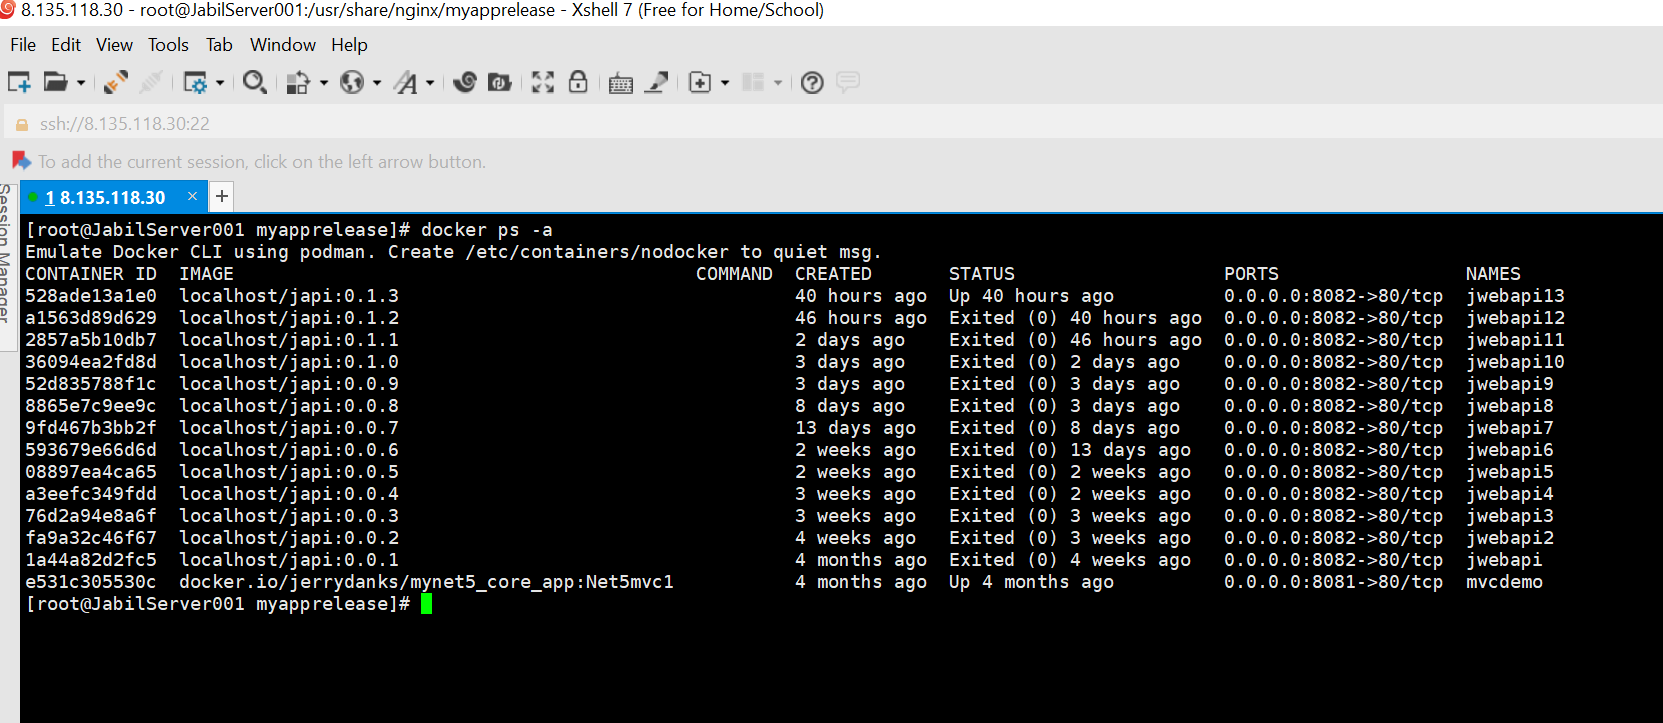 8.135.118.30 - root@JabilServer001:/usr/share/nginx/myapprelease - Xshell 7 (Free for Home/School)
File Edit View Tools Tab Window Help
ssh://8.135.118.30:22
To add the current session, click on the left arrow button.
Session Manager
1 8.135.118.30 × +
[root@JabilServer001 myapprelease]# docker ps -a
Emulate Docker CLI using podman. Create /etc/containers/nodocker to quiet msg.
CONTAINER ID IMAGE COMMAND CREATED STATUS PORTS NAMES
528ade13a1e0 localhost/japi:0.1.3 40 hours ago Up 40 hours ago 0.0.0.0:8082->80/tcp jwebapi13
a1563d89d629 localhost/japi:0.1.2 46 hours ago Exited (0) 40 hours ago 0.0.0.0:8082->80/tcp jwebapi12
2857a5b10db7 localhost/japi:0.1.1 2 days ago Exited (0) 46 hours ago 0.0.0.0:8082->80/tcp jwebapi11
36094ea2fd8d localhost/japi:0.1.0 3 days ago Exited (0) 2 days ago 0.0.0.0:8082->80/tcp jwebapi10
52d835788f1c localhost/japi:0.0.9 3 days ago Exited (0) 3 days ago 0.0.0.0:8082->80/tcp jwebapi9
8865e7c9ee9c localhost/japi:0.0.8 8 days ago Exited (0) 3 days ago 0.0.0.0:8082->80/tcp jwebapi8
9fd467b3bb2f localhost/japi:0.0.7 13 days ago Exited (0) 8 days ago 0.0.0.0:8082->80/tcp jwebapi7
593679e66d6d localhost/japi:0.0.6 2 weeks ago Exited (0) 13 days ago 0.0.0.0:8082->80/tcp jwebapi6
08897ea4ca65 localhost/japi:0.0.5 2 weeks ago Exited (0) 2 weeks ago 0.0.0.0:8082->80/tcp jwebapi5
a3eefc349fdd localhost/japi:0.0.4 3 weeks ago Exited (0) 2 weeks ago 0.0.0.0:8082->80/tcp jwebapi4
76d2a94e8a6f localhost/japi:0.0.3 3 weeks ago Exited (0) 3 weeks ago 0.0.0.0:8082->80/tcp jwebapi3
fa9a32c46f67 localhost/japi:0.0.2 4 weeks ago Exited (0) 3 weeks ago 0.0.0.0:8082->80/tcp jwebapi2
1a44a82d2fc5 localhost/japi:0.0.1 4 months ago Exited (0) 4 weeks ago 0.0.0.0:8082->80/tcp jwebapi
e531c305530c docker.io/jerrydanks/mynet5_core_app:Net5mvc1 4 months ago Up 4 months ago 0.0.0.0:8081->80/tcp mvcdemo
[root@JabilServer001 myapprelease]#